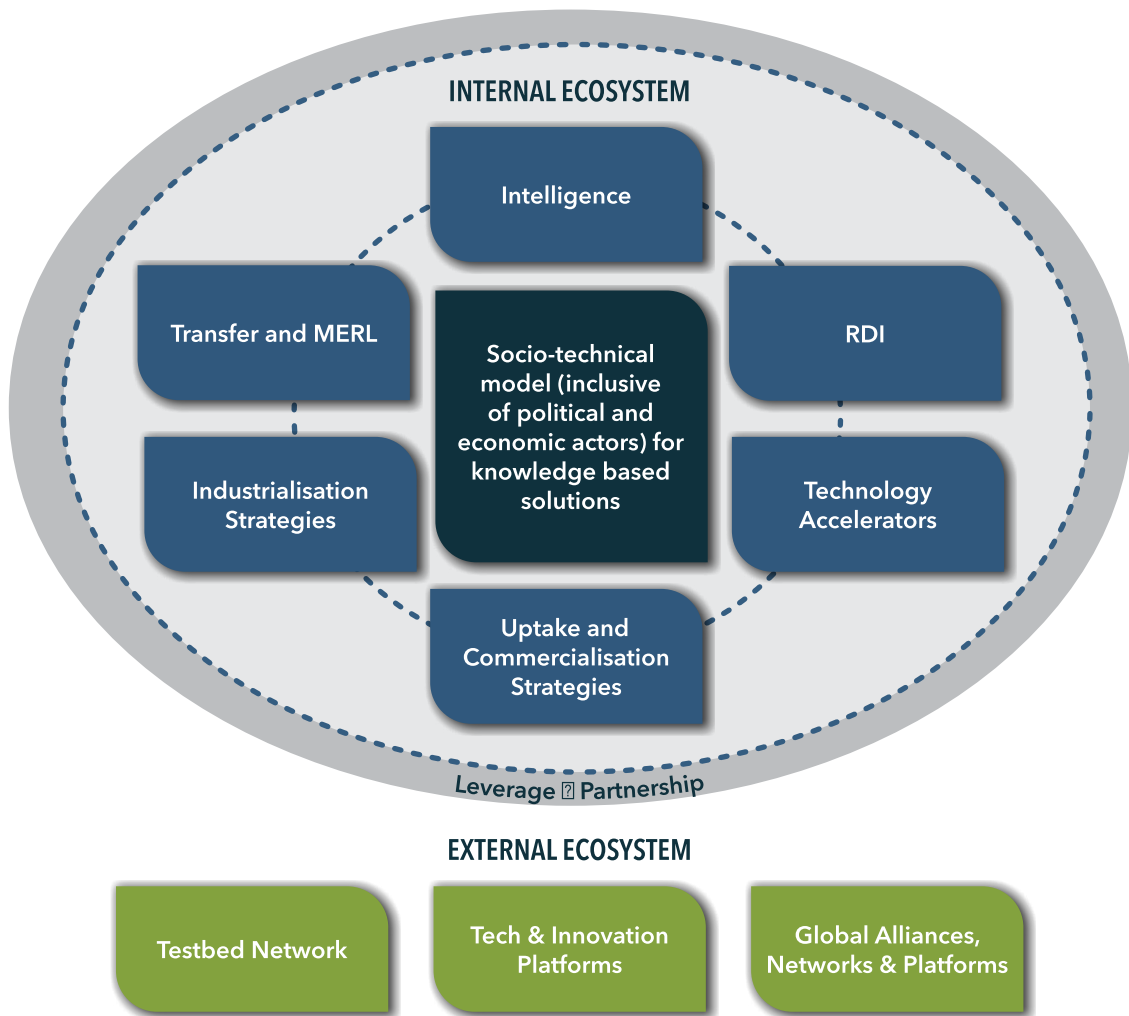 INTERNAL ECOSYSTEM
Intelligence
Transfer and MERL
RDI
Socio-technical
model (inclusive
of political and
economic actors) for
knowledge based
solutions
Industrialisation
Strategies
Technology
Accelerators
Uptake and
Commercialisation
Strategies
Leverage ⍰ Partnership
EXTERNAL ECOSYSTEM
Testbed Network
Tech & Innovation
Platforms
Global Alliances,
Networks & Platforms